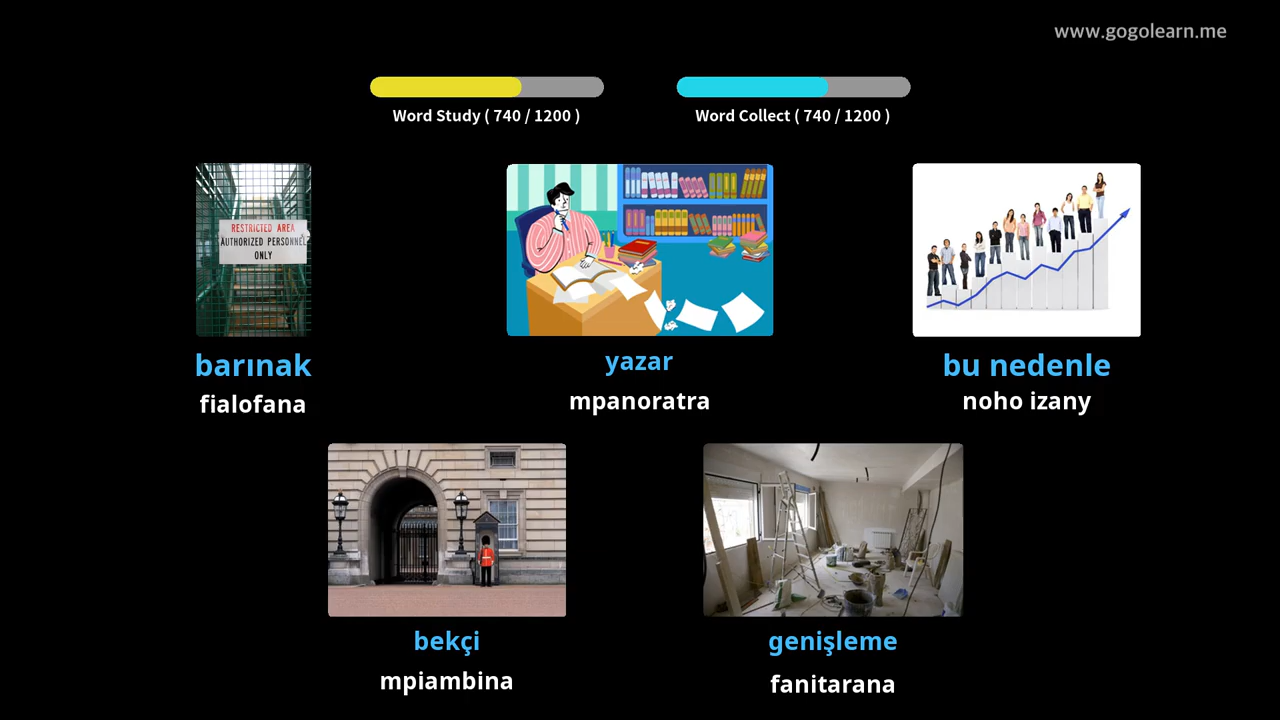 www.gogolearn.me
Word Study ( 740 / 1200 )
Word Collect ( 740 / 1200 )
RESTRICTED AREA
AUTHORIZED PERSONNEL
ONLY
barınak
fialofana
yazar
mpanoratra
bu nedenle
noho izany
bekçi
mpiambina
genişleme
fanitarana